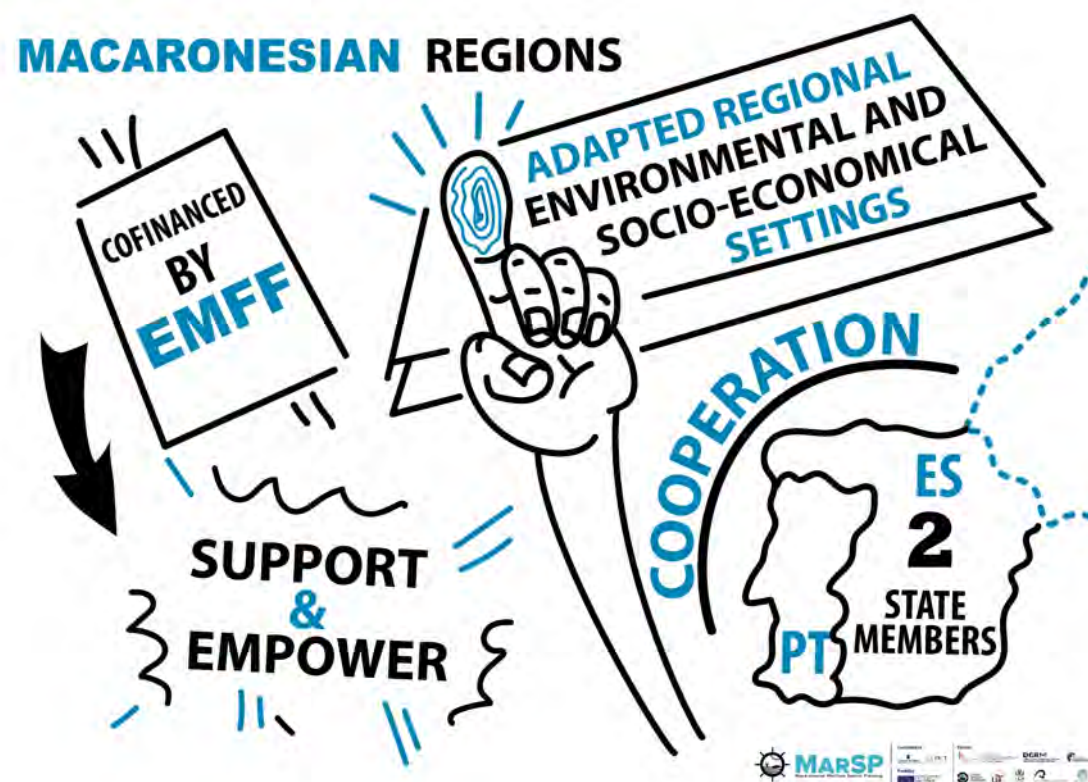 MACARONESIAN REGIONS
COFINANCED
BY
EMFF
ADAPTED REGIONAL
ENVIRONMENTAL AND
SOCIO-ECONOMICAL
SETTINGS
SUPPORT
&
EMPOWER
COOPERATION
ES
2
STATE
MEMBERS
PT
MARSP
DGRM